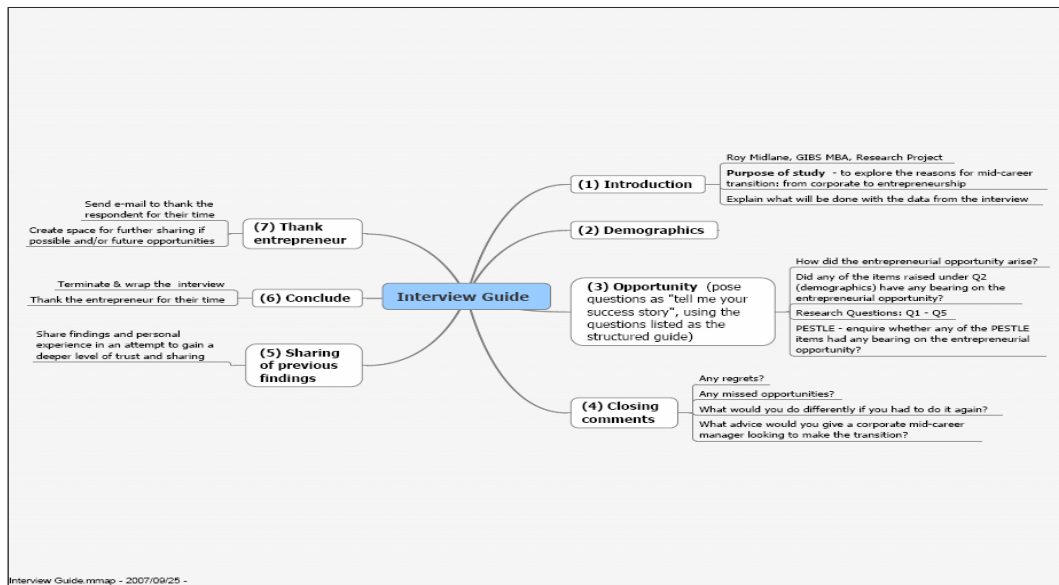 Interview Guide
(1) Introduction
Roy Midlane, GIBS MBA, Research Project
Purpose of study - to explore the reasons for mid-career
transition: from corporate to entrepreneurship
Explain what will be done with the data from the interview
(2) Demographics
(3) Opportunity (pose
questions as "tell me your
success story", using the
questions listed as the
structured guide)
How did the entrepreneurial opportunity arise?
Did any of the items raised under Q2
(demographics) have any bearing on the
entrepreneurial opportunity?
Research Questions: Q1 - Q5
PESTLE - enquire whether any of the PESTLE
items had any bearing on the entrepreneurial
opportunity?
(4) Closing
comments
Any regrets?
Any missed opportunities?
What would you do differently if you had to do it again?
What advice would you give a corporate mid-career
manager looking to make the transition?
(5) Sharing
of previous
findings
Share findings and personal
experience in an attempt to gain a
deeper level of trust and sharing
(6) Conclude
Terminate & wrap the interview
Thank the entrepreneur for their time
(7) Thank
entrepreneur
Send e-mail to thank the
respondent for their time
Create space for further sharing if
possible and/or future opportunities
Interview Guide.mmap - 2007/09/25 -